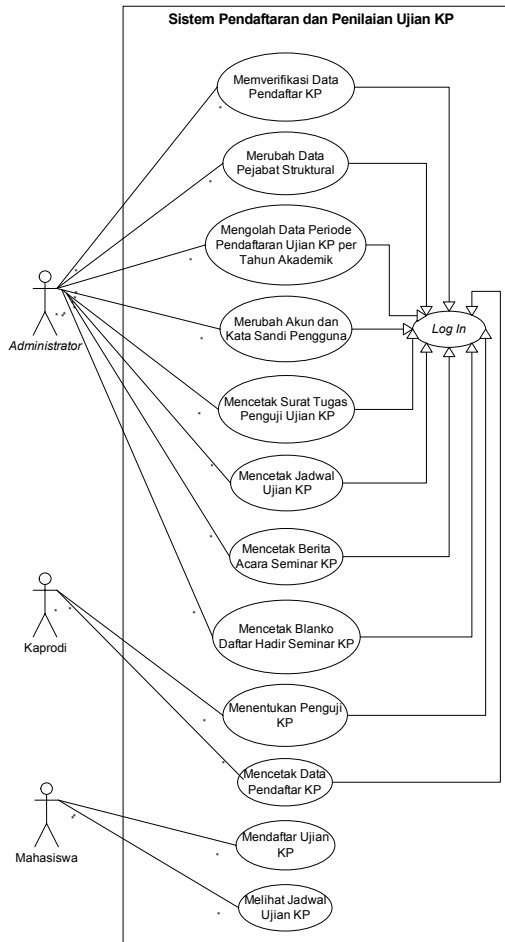 Sistem Pendaftaran dan Penilaian Ujian KP
Memverifikasi Data
Pendaftar KP
Merubah Data
Pejabat Struktural
Mengolah Data Periode
Pendaftaran Ujian KP per
Tahun Akademik
Administrator
Merubah Akun dan
Kata Sandi Pengguna
Log In
Mencetak Surat Tugas
Penguji Ujian KP
Mencetak Jadwal
Ujian KP
Mencetak Berita
Acara Seminar KP
Mencetak Blanko
Daftar Hadir Seminar KP
Kaprodi
Menentukan Penguji
KP
Mencetak Data
Pendaftar KP
Mahasiswa
Mendaftar Ujian
KP
Melihat Jadwal
Ujian KP